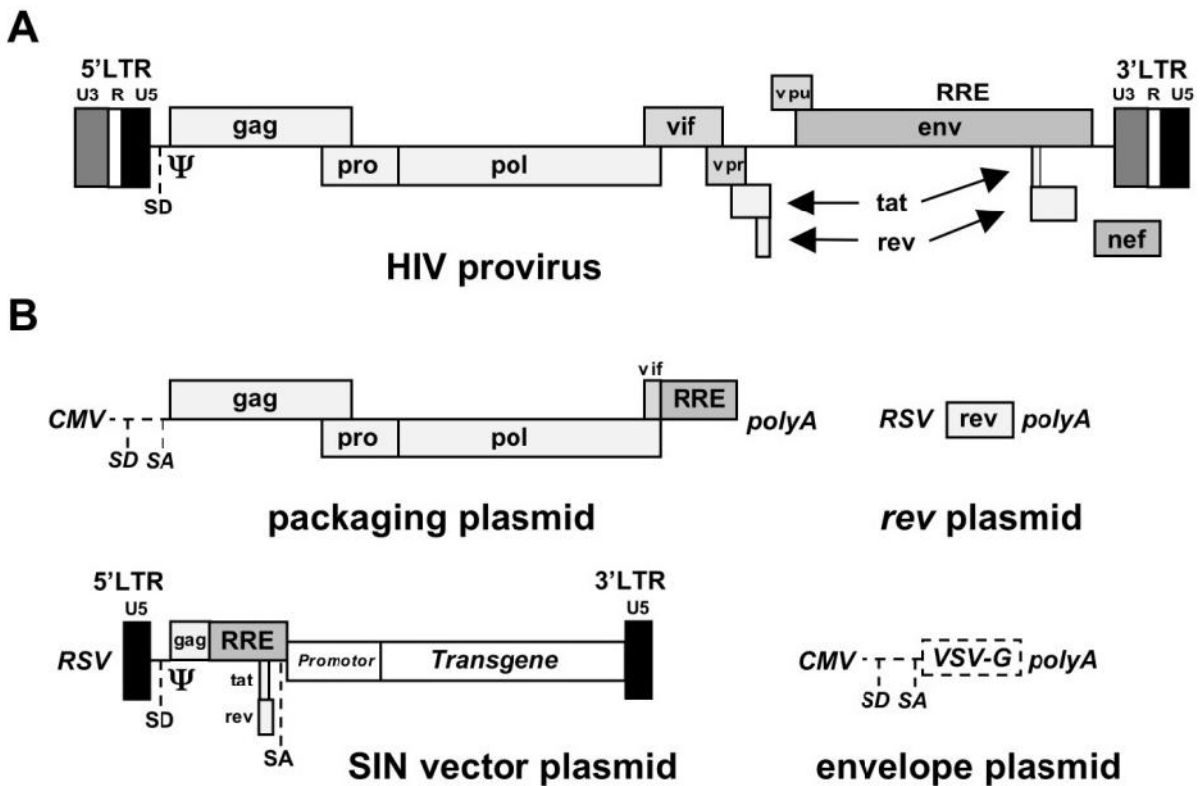 A
5'LTR
U3 R U5
gag
vif
vpu
RRE
env
3'LTR
U3 R U5
Ψ
SD
pro
pol
vpr
tat
rev
nef
HIV provirus
B
CMV
SD
SA
gag
pro
pol
vif
RRE
polyA
packaging plasmid
RSV
rev
polyA
rev plasmid
5'LTR
U5
RSV
SD
Ψ
gag
RRE
tat
rev
SA
Promotor
Transgene
3'LTR
U5
SIN vector plasmid
CMV
SD
SA
VSV-G
polyA
envelope plasmid